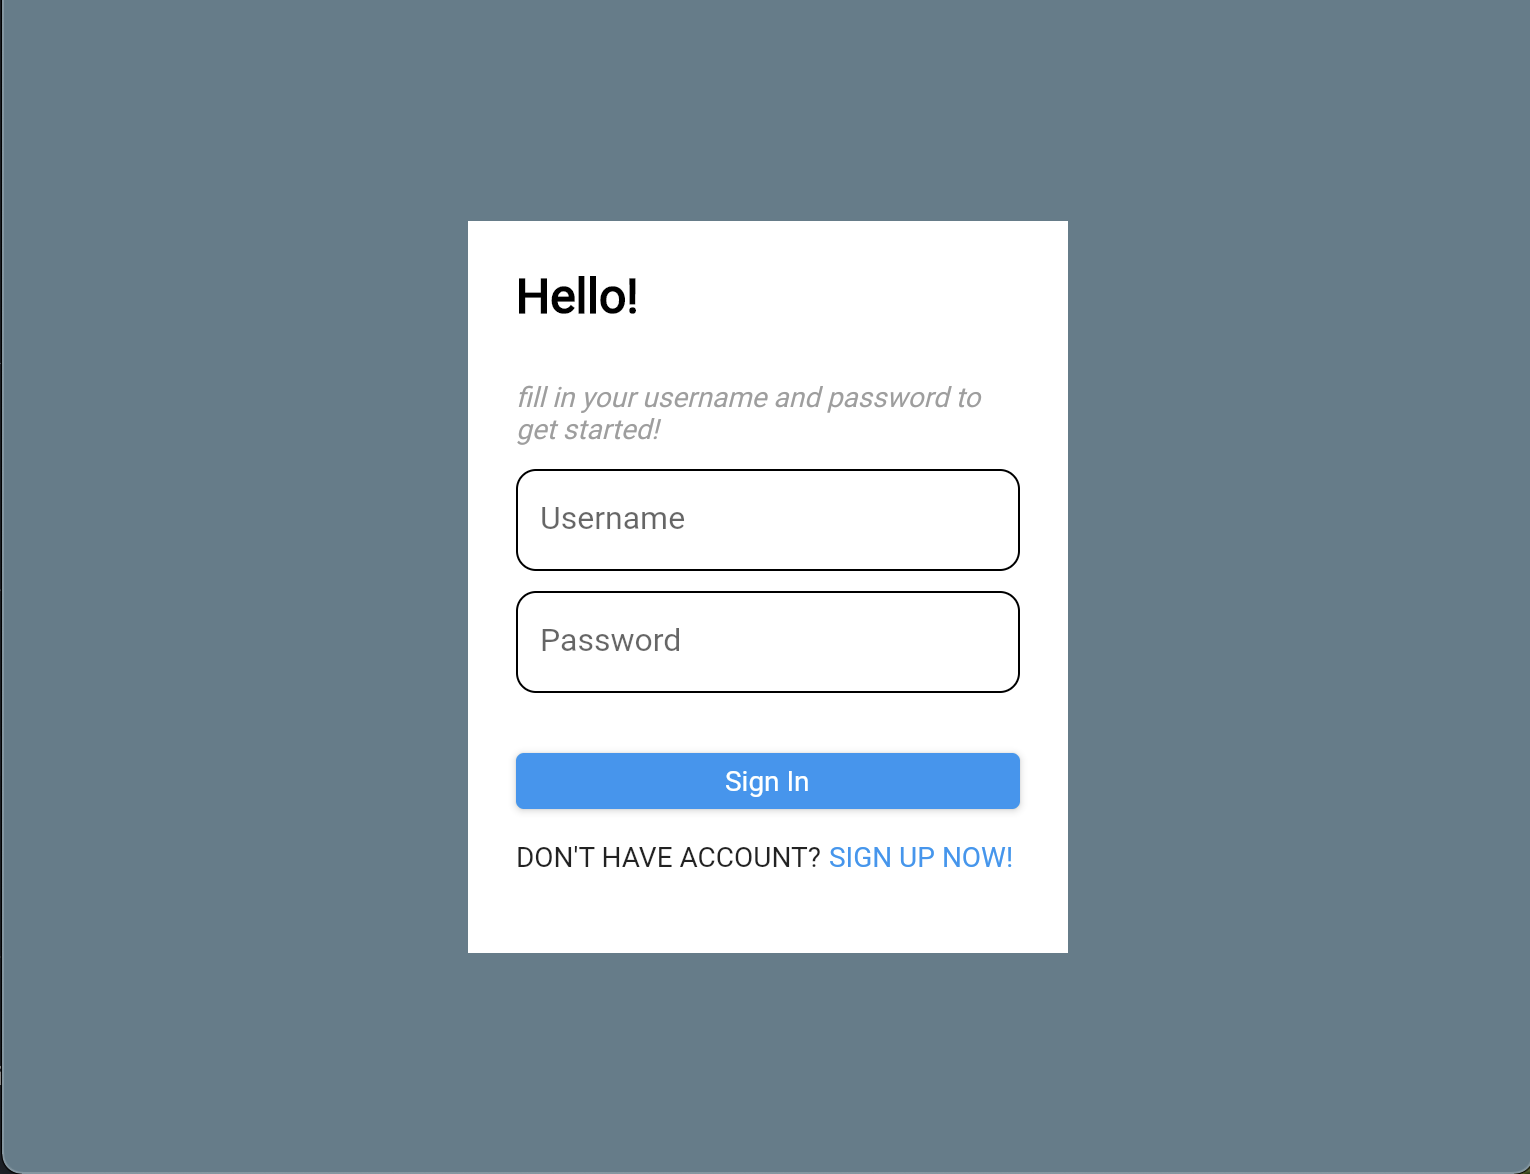 Hello!
fill in your username and password to
get started!
Username
Password
Sign In
DON'T HAVE ACCOUNT? SIGN UP NOW!